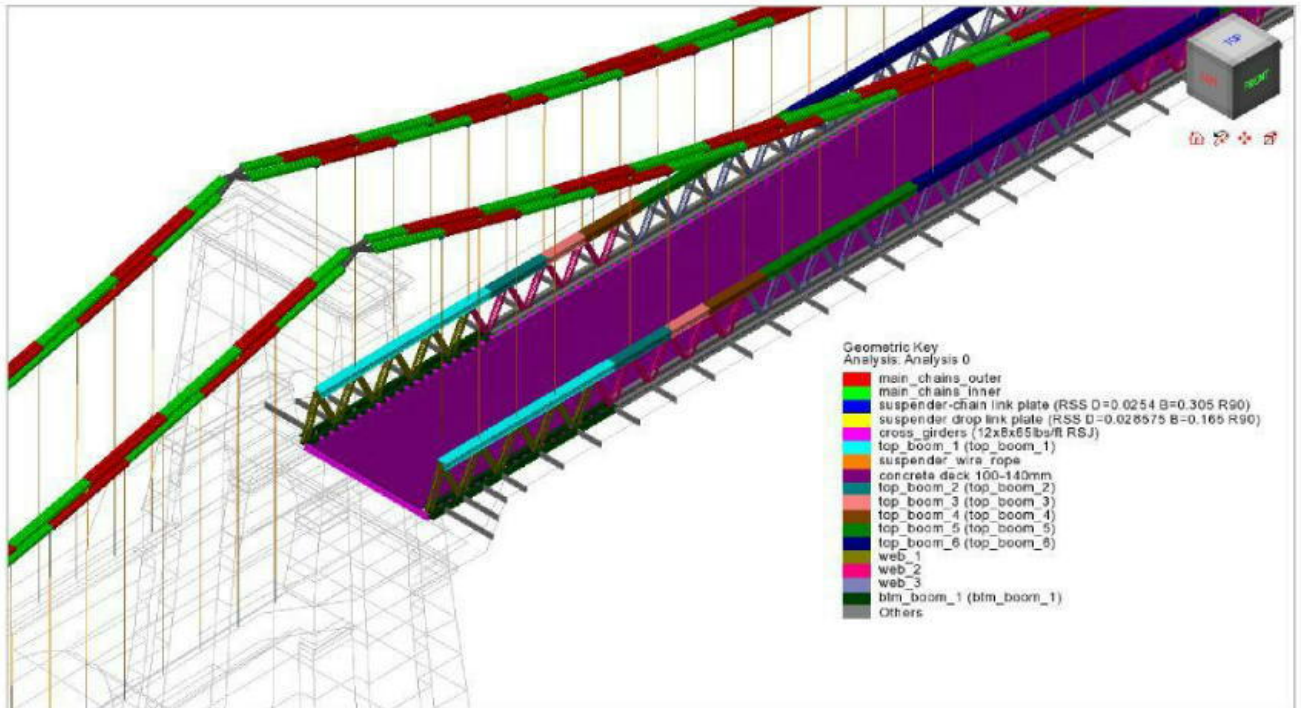 TOP
FRONT
Geometric Key
Analysis: Analysis 0
main_chains_outer
main_chains_inner
suspender-chain link plate (RSS D=0.0254 B=0.305 R90)
suspender drop link plate (RSS D=0.028575 B=0.165 R90)
cross_girders (12x8x65lbs/ft RSJ)
top_boom_1 (top_boom_1)
suspender_wire_rope
concrete deck 100-140mm
top_boom_2 (top_boom_2)
top_boom_3 (top_boom_3)
top_boom_4 (top_boom_4)
top_boom_5 (top_boom_5)
top_boom_6 (top_boom_6)
web_1
web_2
web_3
btm_boom_1 (btm_boom_1)
Others